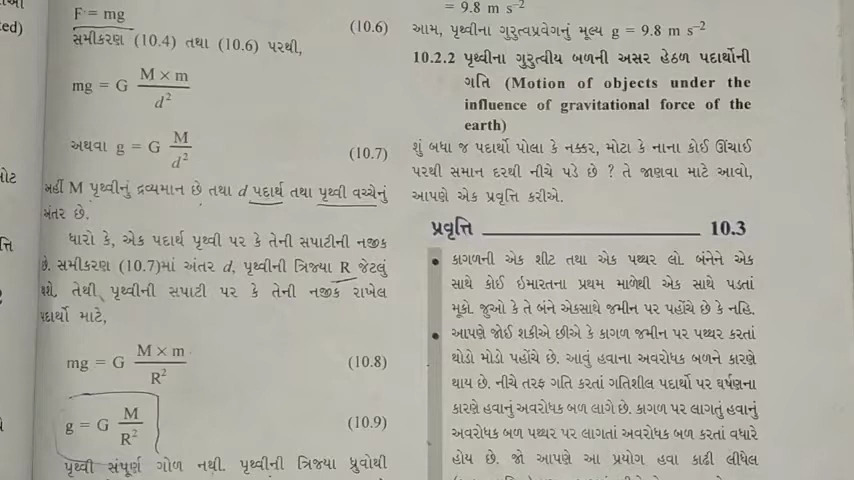 F = mg (10.6)
સમીકરણ (10.4) તથા (10.6) પરથી,
mg = G M × m / d²
અથવા g = G M / d² (10.7)
અહીં M પૃથ્વીનું દ્રવ્યમાન છે તથા d પદાર્થ તથા પૃથ્વી વચ્ચેનું
અંતર છે.
ધારો કે, એક પદાર્થ પૃથ્વી પર કે તેની સપાટીની નજીક
છે. સમીકરણ (10.7)માં અંતર d, પૃથ્વીની ત્રિજ્યા R જેટલું
થશે. તેથી પૃથ્વીની સપાટી પર કે તેની નજીક રાખેલ
પદાર્થો માટે,
mg = G M × m / R² (10.8)
g = G M / R² (10.9)
પૃથ્વી સંપૂર્ણ ગોળ નથી. પૃથ્વીની ત્રિજ્યા ધ્રુવોથી
= 9.8 m s⁻²
આમ, પૃથ્વીના ગુરુત્વપ્રવેગનું મૂલ્ય g = 9.8 m s⁻²
10.2.2 પૃથ્વીના ગુરુત્વીય બળની અસર હેઠળ પદાર્થોની
ગતિ (Motion of objects under the
influence of gravitational force of the
earth)
શું બધા જ પદાર્થો પોલા કે નક્કર, મોટા કે નાના કોઈ ઊંચાઈ
પરથી સમાન દરથી નીચે પડે છે ? તે જાણવા માટે આવો,
આપણે એક પ્રવૃત્તિ કરીએ.
પ્રવૃત્તિ 10.3
• કાગળની એક શીટ તથા એક પથ્થર લો. બંનેને એક
સાથે કોઈ ઇમારતના પ્રથમ માળેથી એક સાથે પડતાં
મૂકો. જુઓ કે તે બંને એકસાથે જમીન પર પહોંચે છે કે નહિ.
• આપણે જોઈ શકીએ છીએ કે કાગળ જમીન પર પથ્થર કરતાં
થોડો મોડો પહોંચે છે. આવું હવાના અવરોધક બળને કારણે
થાય છે. નીચે તરફ ગતિ કરતાં ગતિશીલ પદાર્થો પર ઘર્ષણના
કારણે હવાનું અવરોધક બળ લાગે છે. કાગળ પર લાગતું હવાનું
અવરોધક બળ પથ્થર પર લાગતાં અવરોધક બળ કરતાં વધારે
હોય છે. જો આપણે આ પ્રયોગ હવા કાઢી લીધેલ